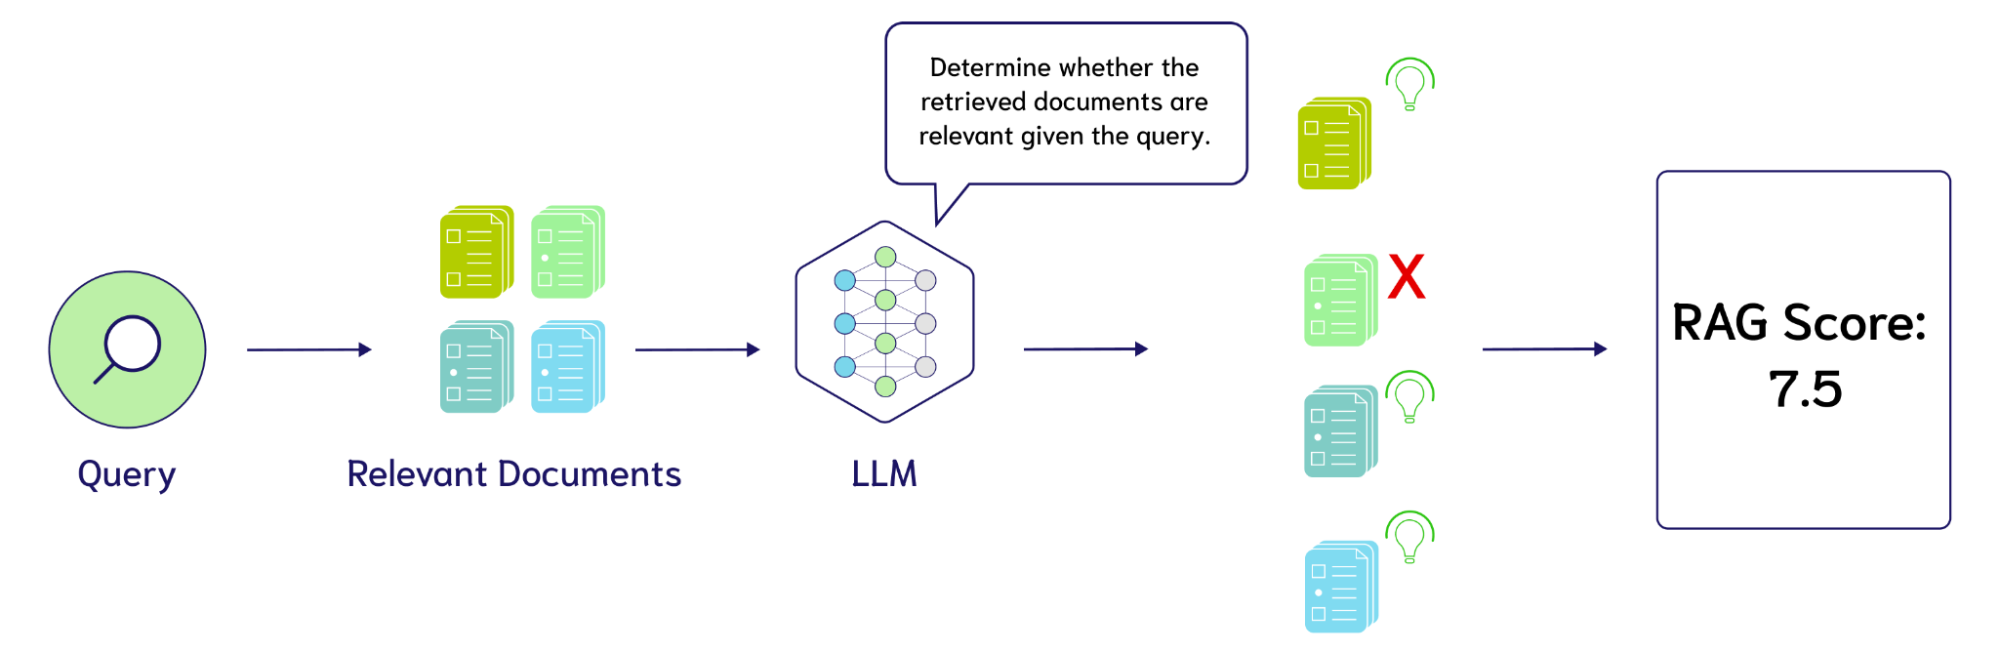 Determine whether the
retrieved documents are
relevant given the query.
X
RAG Score:
7.5
Query
Relevant Documents
LLM